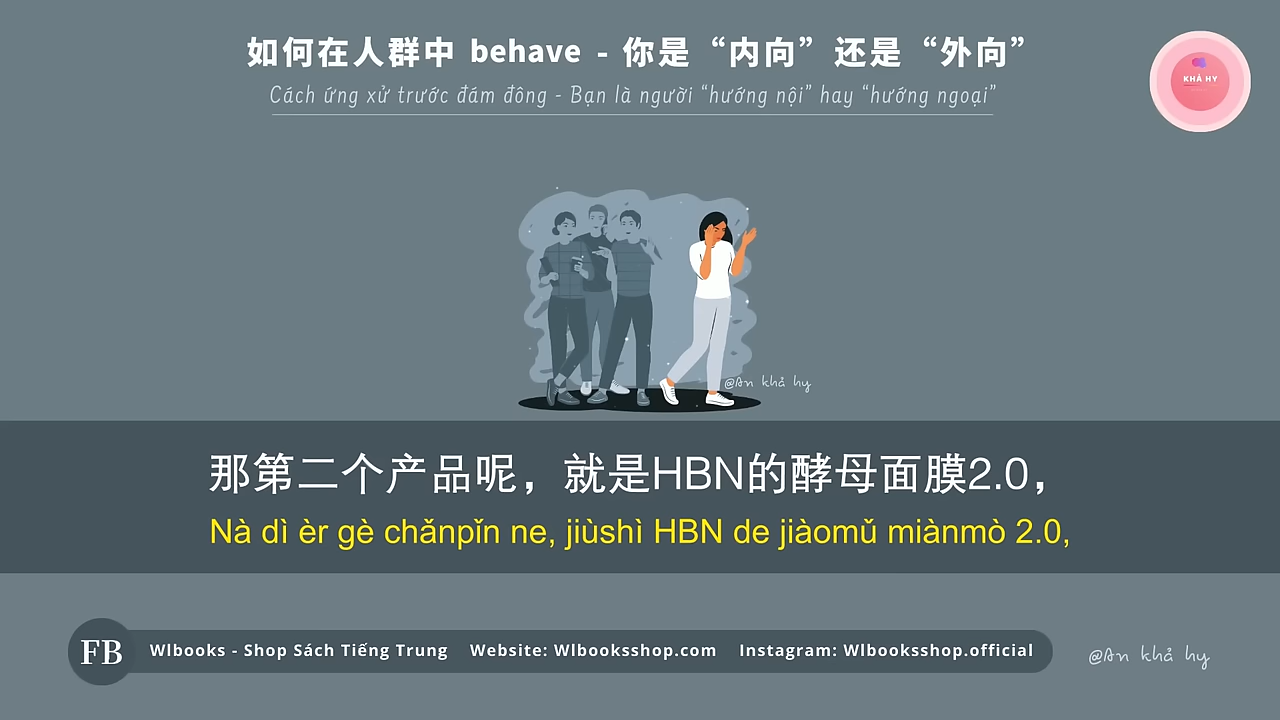 如何在人群中 behave - 你是“内向”还是“外向”
Cách ứng xử trước đám đông - Bạn là người “hướng nội” hay “hướng ngoại”
KHẢ HY
@An khả hy
那第二个产品呢，就是HBN的酵母面膜2.0，
Nà dì èr gè chǎnpǐn ne, jiùshì HBN de jiàomǔ miànmò 2.0,
FB Wlbooks - Shop Sách Tiếng Trung Website: Wlbooksshop.com Instagram: Wlbooksshop.official
@An khả hy